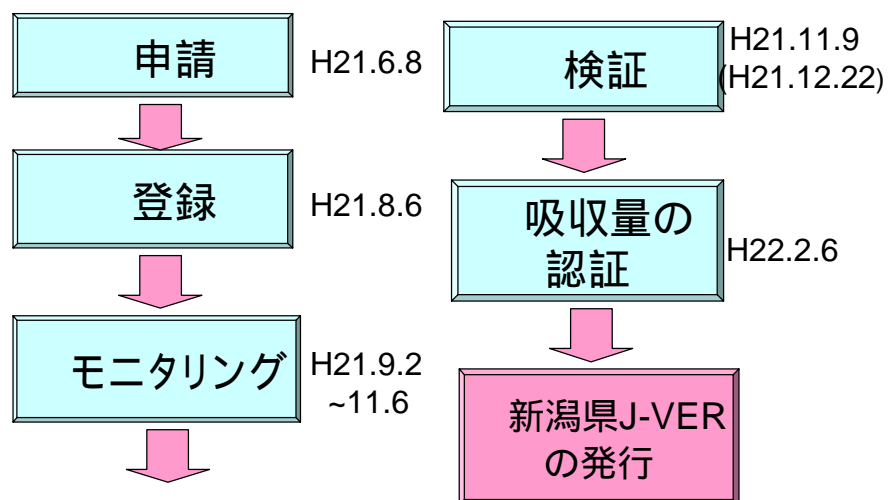 申請
H21.6.8
登録
H21.8.6
モニタリング
H21.9.2
~11.6
検証
H21.11.9
(H21.12.22)
吸収量の
認証
H22.2.6
新潟県J-VER
の発行